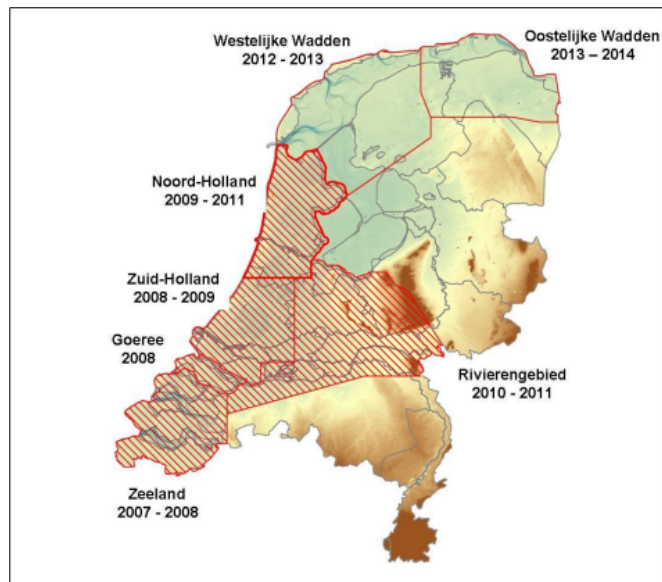 Westelijke Wadden
2012 - 2013
Oostelijke Wadden
2013 – 2014
Noord-Holland
2009 - 2011
Zuid-Holland
2008 - 2009
Goeree
2008
Rivierengebied
2010 - 2011
Zeeland
2007 - 2008